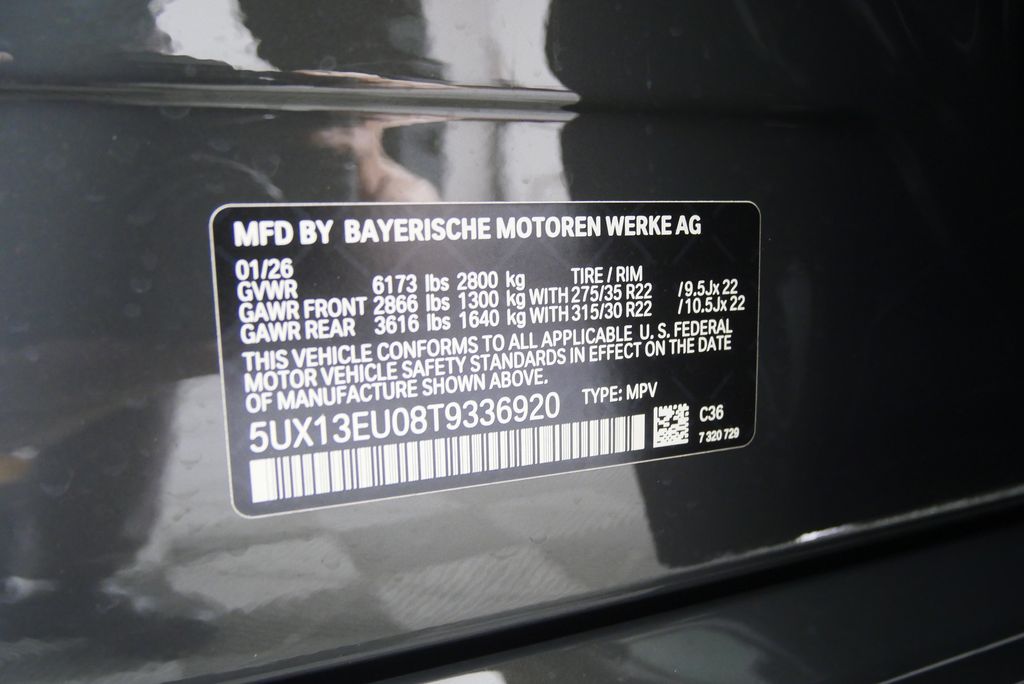 MFD BY BAYERISCHE MOTOREN WERKE AG
01/26 TIRE / RIM
GVWR 6173 lbs 2800 kg
GAWR FRONT 2866 lbs 1300 kg WITH 275/35 R22 /9.5Jx 22
GAWR REAR 3616 lbs 1640 kg WITH 315/30 R22 /10.5Jx 22
THIS VEHICLE CONFORMS TO ALL APPLICABLE U. S. FEDERAL
MOTOR VEHICLE SAFETY STANDARDS IN EFFECT ON THE DATE
OF MANUFACTURE SHOWN ABOVE.
5UX13EU08T9336920 TYPE: MPV
C36
7 320 729